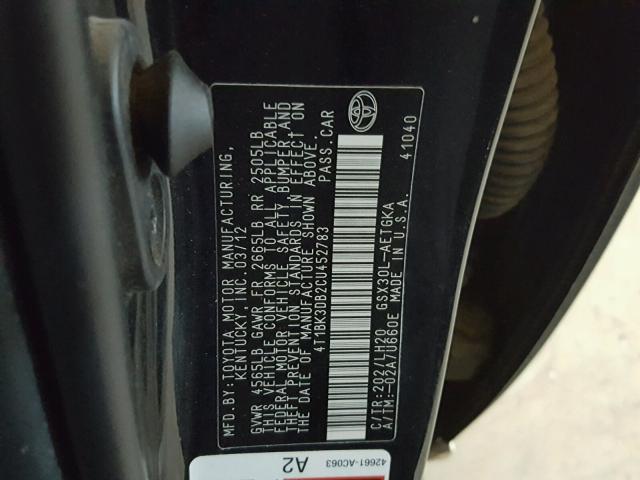 MFD.BY: TOYOTA MOTOR MANUFACTURING,
KENTUCKY, INC. 03/12
GVWR 4565LB GAWR FR 2665LB RR 2505LB
THIS VEHICLE CONFORMS TO ALL APPLICABLE
FEDERAL MOTOR VEHICLE SAFETY, BUMPER, AND
THEFT PREVENTION STANDARDS IN EFFECT ON
THE DATE OF MANUFACTURE SHOWN ABOVE.
4T1BK3DB2CU452783 PASS.CAR
C/TR:202/LH20 GSX30L-AETGKA
A/TM:-02A/U660E MADE IN U.S.A. 41040
42661-AC063
A2